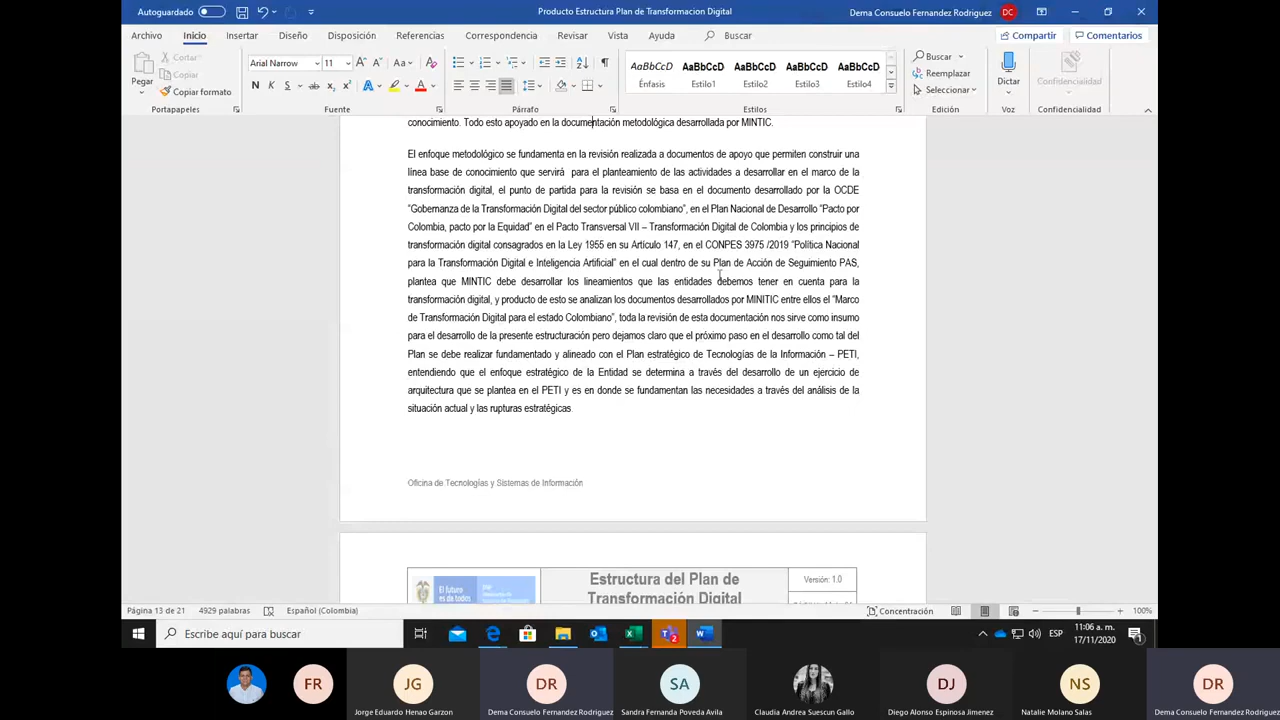 Autoguardado
Producto Estructura Plan de Transformacion Digital
Dema Consuelo Fernandez Rodriguez
DC
Archivo Inicio Insertar Diseño Disposición Referencias Correspondencia Revisar Vista Ayuda Buscar
Compartir Comentarios
Pegar
Cortar
Copiar
Copiar formato
Portapapeles
Arial Narrow 11
Fuente
Párrafo
AaBbCcD AaBbCcD AaBbCcD AaBbCcD AaBbCcD
Énfasis Estilo1 Estilo2 Estilo3 Estilo4
Estilos
Buscar
Reemplazar
Seleccionar
Edición
Dictar
Voz
Confidencialidad
Confidencialidad
conocimiento. Todo esto apoyado en la documentación metodológica desarrollada por MINTIC.
El enfoque metodológico se fundamenta en la revisión realizada a documentos de apoyo que permiten construir una
línea base de conocimiento que servirá para el planteamiento de las actividades a desarrollar en el marco de la
transformación digital, el punto de partida para la revisión se basa en el documento desarrollado por la OCDE
"Gobernanza de la Transformación Digital del sector público colombiano", en el Plan Nacional de Desarrollo "Pacto por
Colombia, pacto por la Equidad" en el Pacto Transversal VII – Transformación Digital de Colombia y los principios de
transformación digital consagrados en la Ley 1955 en su Artículo 147, en el CONPES 3975 /2019 "Política Nacional
para la Transformación Digital e Inteligencia Artificial" en el cual dentro de su Plan de Acción de Seguimiento PAS,
plantea que MINTIC debe desarrollar los lineamientos que las entidades debemos tener en cuenta para la
transformación digital, y producto de esto se analizan los documentos desarrollados por MINITIC entre ellos el "Marco
de Transformación Digital para el estado Colombiano", toda la revisión de esta documentación nos sirve como insumo
para el desarrollo de la presente estructuración pero dejamos claro que el próximo paso en el desarrollo como tal del
Plan se debe realizar fundamentado y alineado con el Plan estratégico de Tecnologías de la Información – PETI,
entendiendo que el enfoque estratégico de la Entidad se determina a través del desarrollo de un ejercicio de
arquitectura que se plantea en el PETI y es en donde se fundamentan las necesidades a través del análisis de la
situación actual y las rupturas estratégicas
Oficina de Tecnologías y Sistemas de Información
El futuro
es de todos
Estructura del Plan de
Transformación Digital
Versión: 1.0
Página 13 de 21 4929 palabras Español (Colombia)
Concentración 100%
Escribe aquí para buscar
ESP
11:06 a. m.
17/11/2020
FR
JG
DR
SA
DJ
NS
DR
Jorge Eduardo Henao Garzon
Dema Consuelo Fernandez Rodriguez
Sandra Fernanda Poveda Avila
Claudia Andrea Suescun Gallo
Diego Alonso Espinosa Jimenez
Natalie Molano Salas
Dema Consuelo Fernandez Rodriguez